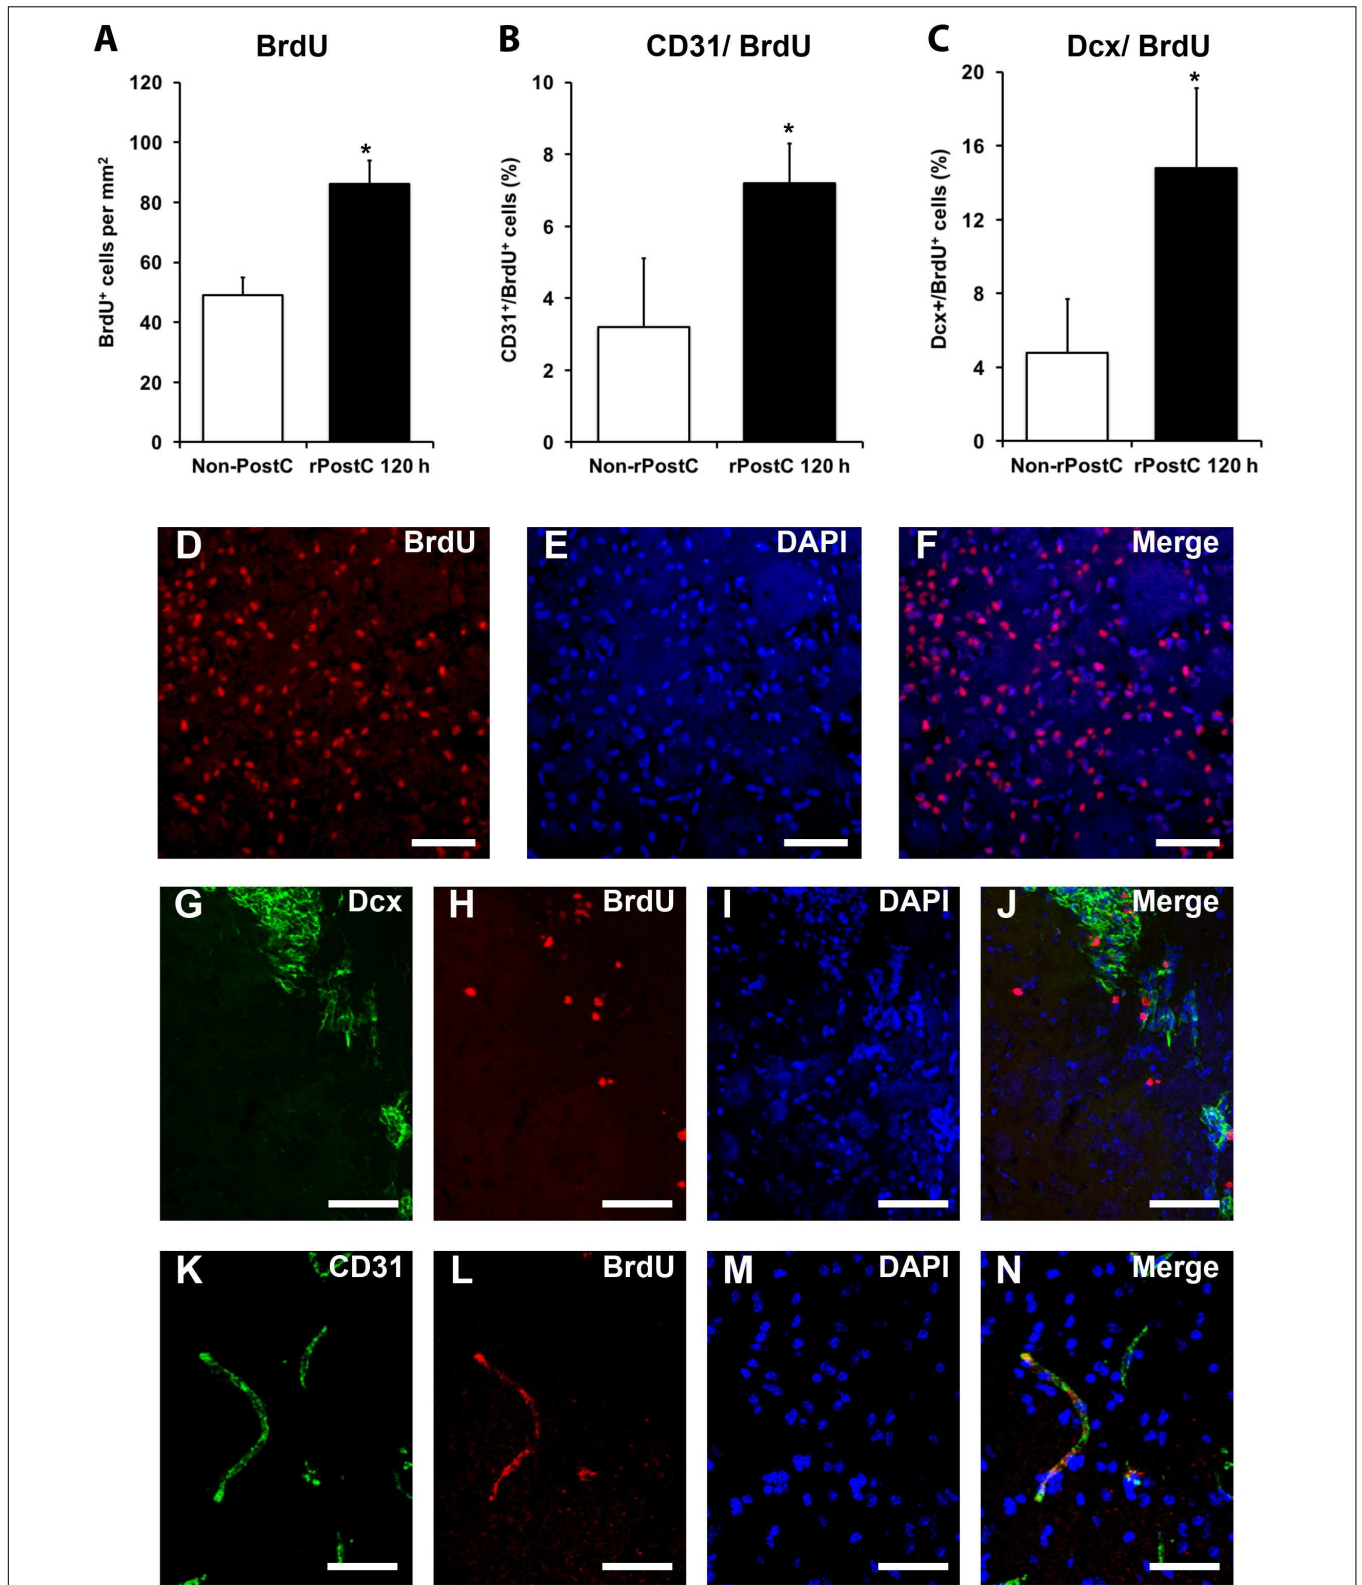 A
BrdU
B
CD31/ BrdU
C
Dcx/ BrdU
BrdU⁺ cells per mm²
120
100
80
60
40
20
0
*
Non-PostC
rPostC 120 h
CD31⁺/BrdU⁺ cells (%)
10
8
6
4
2
0
*
Non-rPostC
rPostC 120 h
Dcx+/BrdU⁺ cells (%)
20
16
12
8
4
0
*
Non-rPostC
rPostC 120 h
D
BrdU
E
DAPI
F
Merge
G
Dcx
H
BrdU
I
DAPI
J
Merge
K
CD31
L
BrdU
M
DAPI
N
Merge